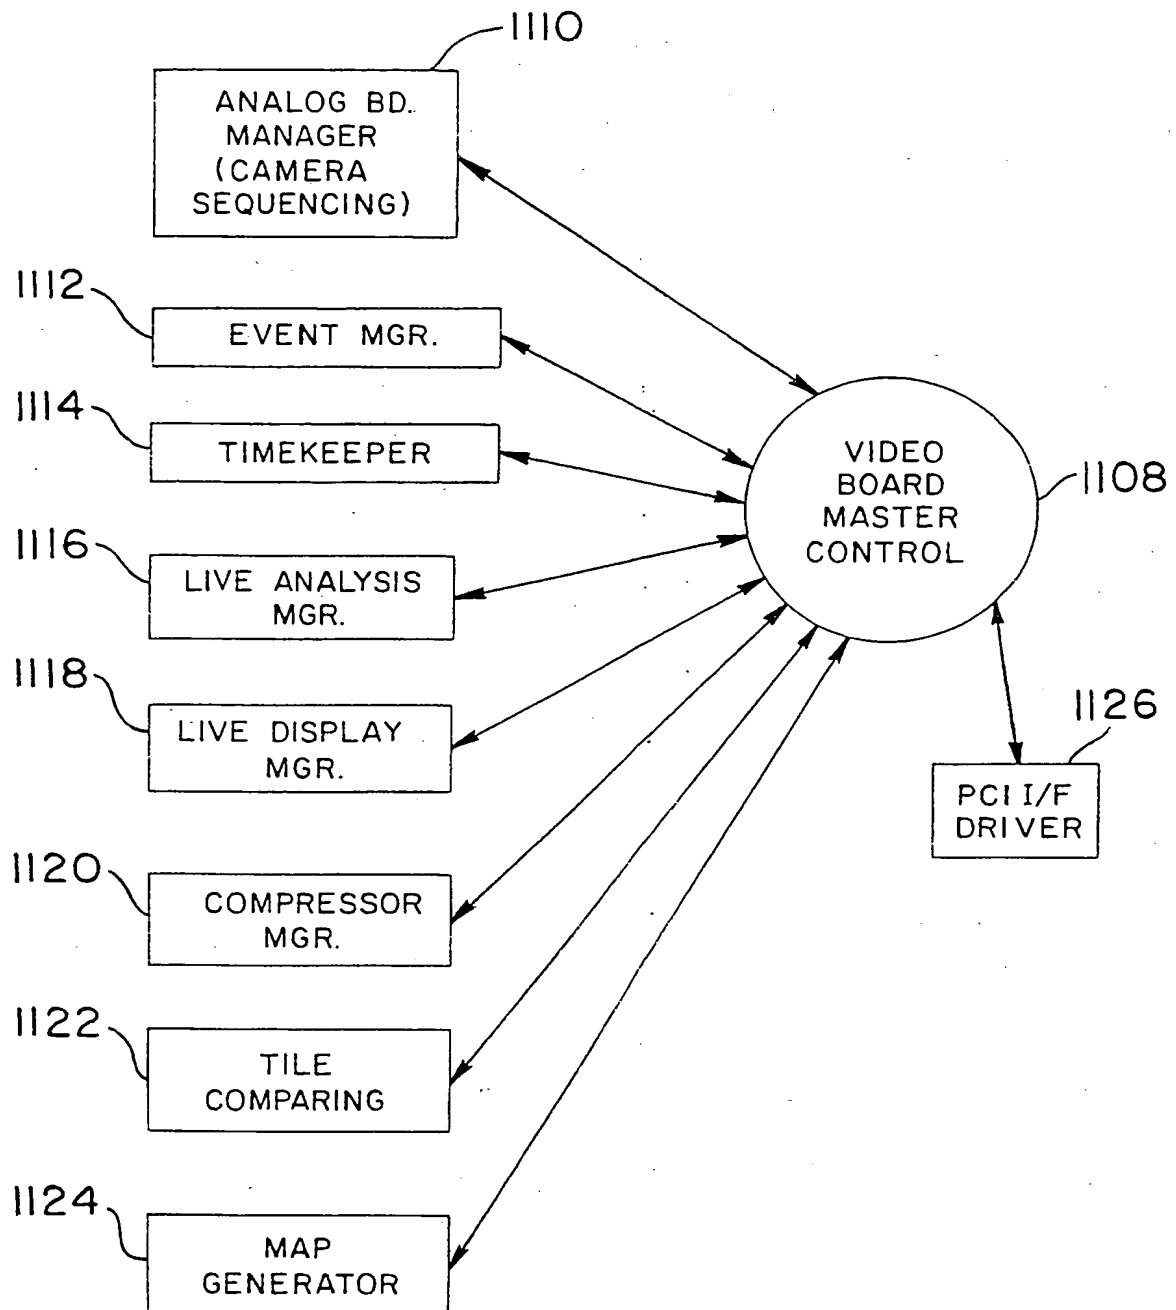 1110
ANALOG BD.
MANAGER
(CAMERA
SEQUENCING)
1112
EVENT MGR.
1114
TIMEKEEPER
VIDEO
BOARD
MASTER
CONTROL
1108
1116
LIVE ANALYSIS
MGR.
1118
LIVE DISPLAY
MGR.
1126
PCI I/F
DRIVER
1120
COMPRESSOR
MGR.
1122
TILE
COMPARING
1124
MAP
GENERATOR